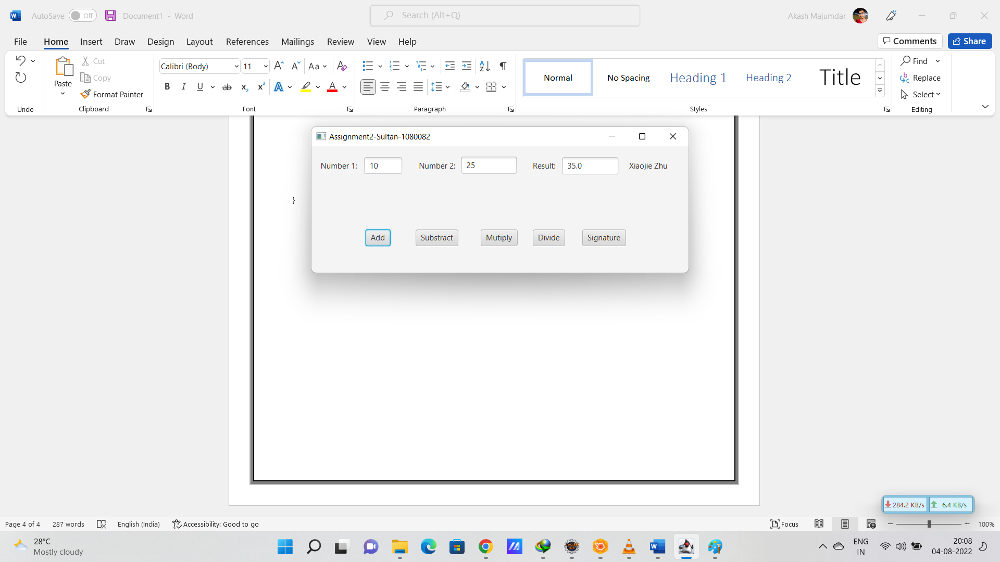 AutoSave Off Document1 - Word Search (Alt+Q) Akash Majumdar
File Home Insert Draw Design Layout References Mailings Review View Help Comments Share
Cut Calibri (Body) 11 Aa Find
Paste Copy Normal No Spacing Heading 1 Heading 2 Title Replace
Format Painter B I U ab x2 x2 A A Select
Undo Clipboard Font Paragraph Styles Editing
Assignment2-Sultan-1080082
Number 1: 10 Number 2: 25 Result: 35.0 Xiaojie Zhu
}
Add Substract Mutiply Divide Signature
284.2 KB/s 6.4 KB/s
Page 4 of 4 287 words English (India) Accessibility: Good to go Focus 100%
28°C ENG 20:08
Mostly cloudy IN 04-08-2022